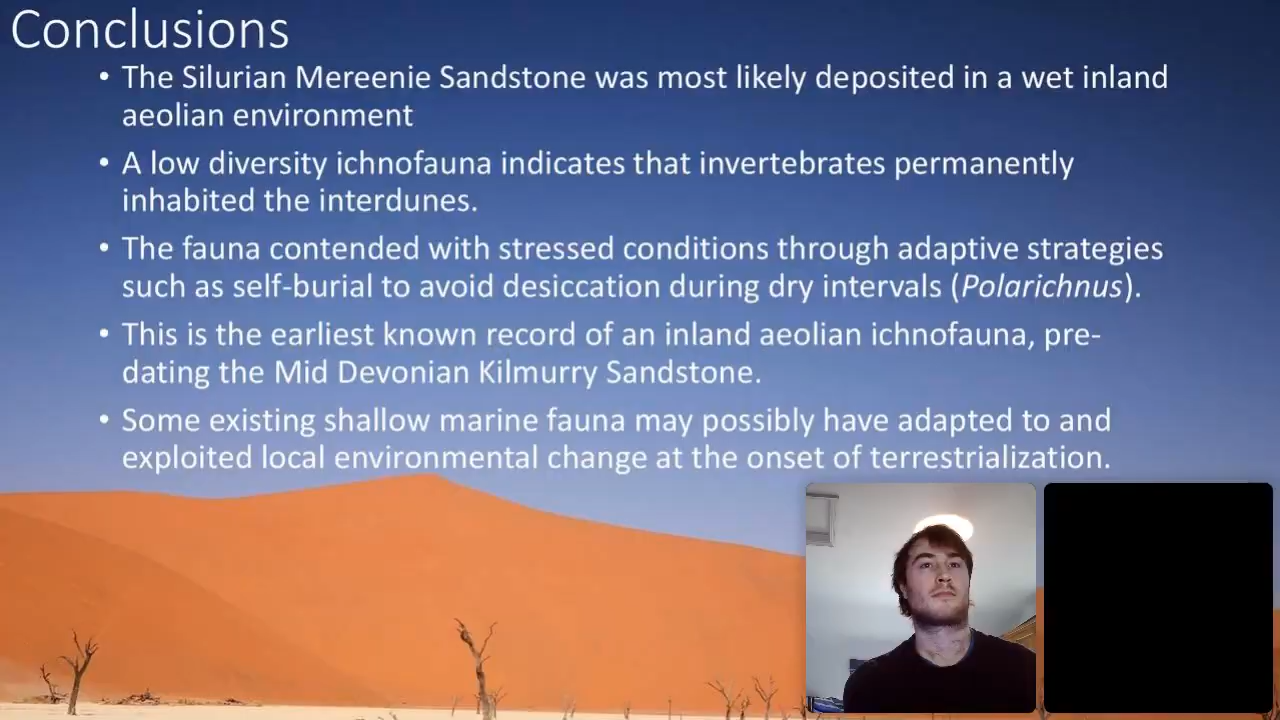 Conclusions
• The Silurian Mereenie Sandstone was most likely deposited in a wet inland
aeolian environment
• A low diversity ichnofauna indicates that invertebrates permanently
inhabited the interdunes.
• The fauna contended with stressed conditions through adaptive strategies
such as self-burial to avoid desiccation during dry intervals (Polarichnus).
• This is the earliest known record of an inland aeolian ichnofauna, pre-
dating the Mid Devonian Kilmurry Sandstone.
• Some existing shallow marine fauna may possibly have adapted to and
exploited local environmental change at the onset of terrestrialization.